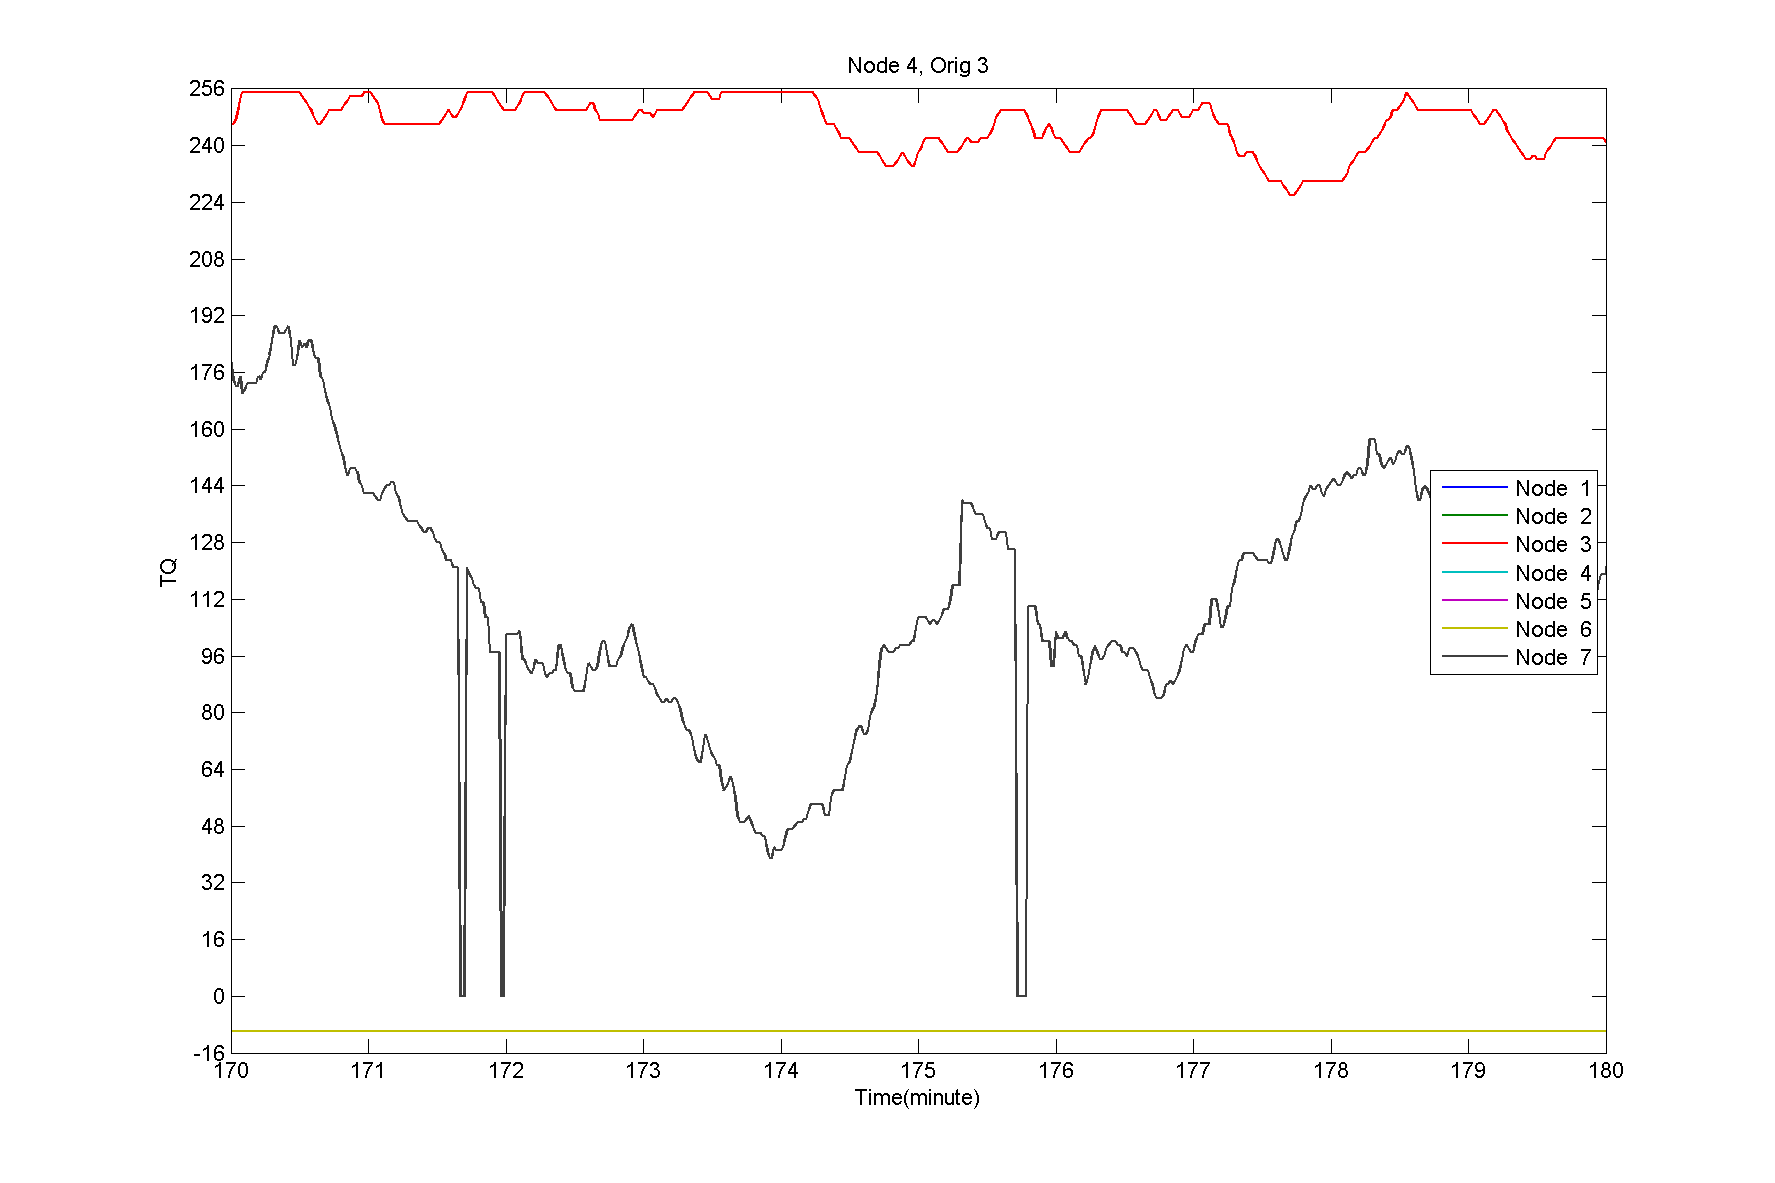 Node 4, Orig 3
256
240
224
208
192
176
160
144
128
112
96
80
64
48
32
16
0
-16
TQ
Node 1
Node 2
Node 3
Node 4
Node 5
Node 6
Node 7
170 171 172 173 174 175 176 177 178 179 180
Time(minute)